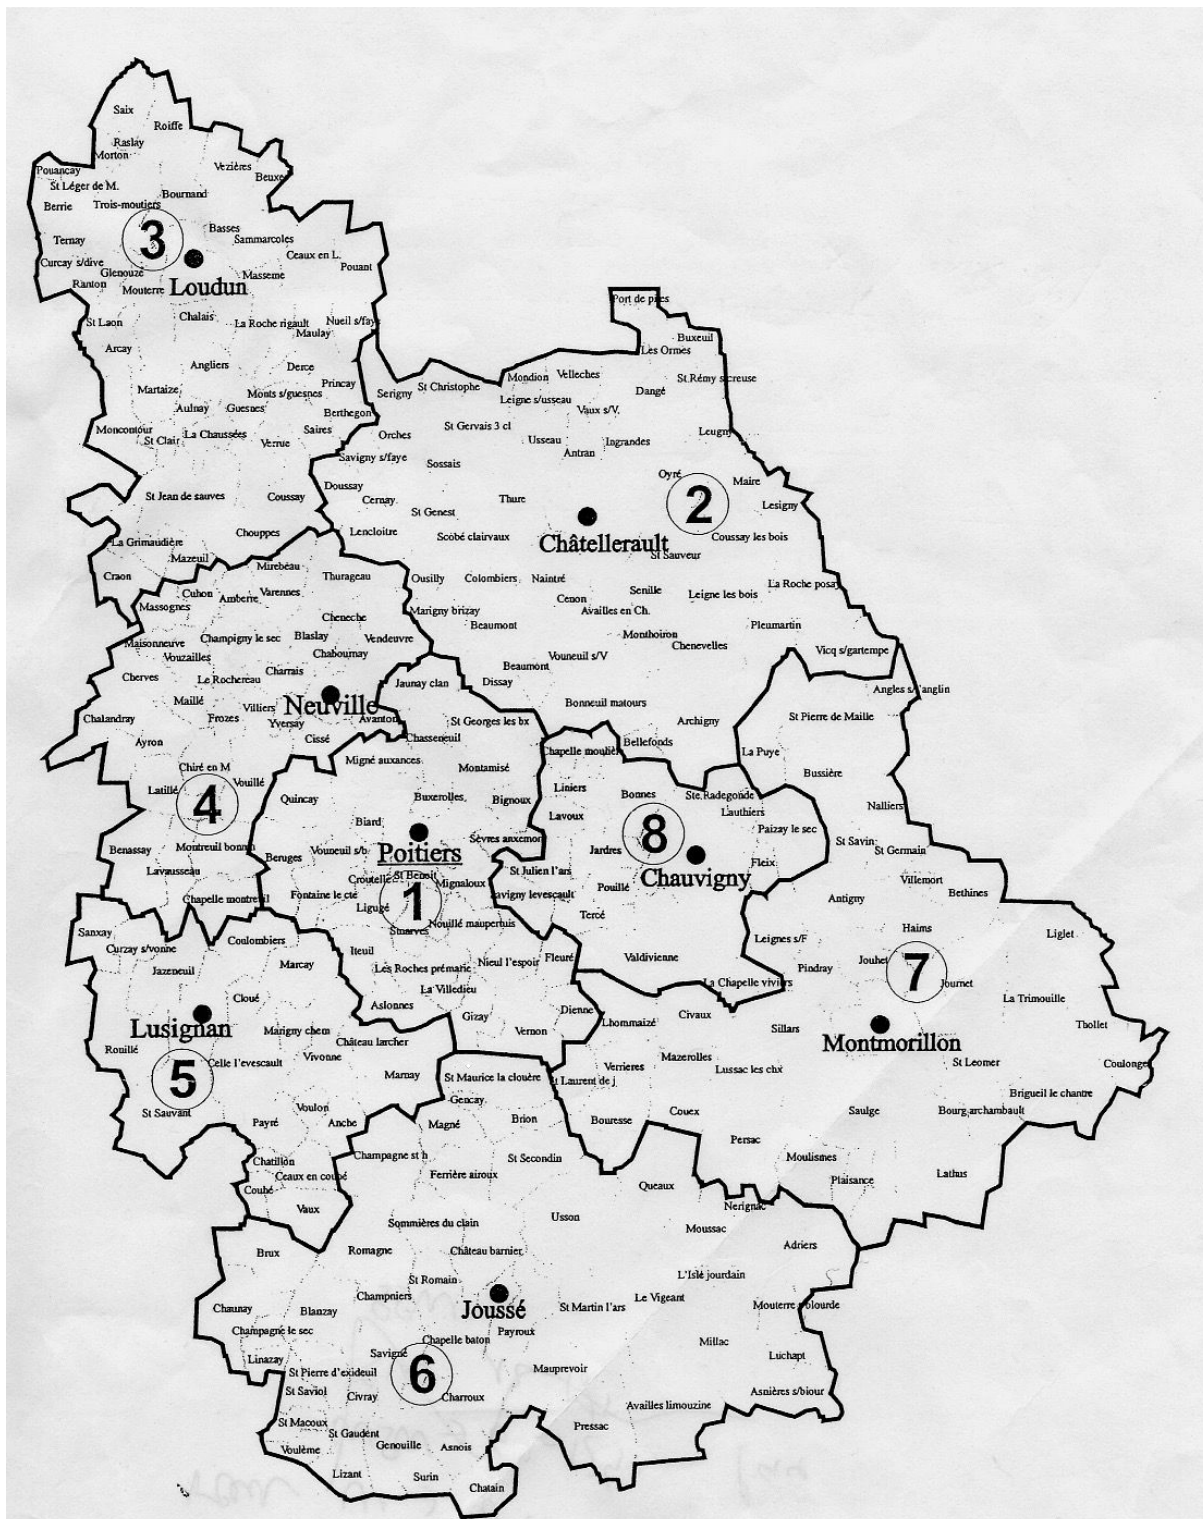 Saix
Roiffe
Raslay
Morton
Vezières
Pouancay
Beuxe
St Léger de M.
Bournand
Berrie
Trois-moutiers
Basses
3
Ternay
Sammarcoles
Ceaux en L.
Curcay s/dive
Pouant
Glenouze
Masseme
Ranton
Mouterre
Loudun
Chalais
St Laon
La Roche rigault
Nueil s/faye
Maulay
Arcay
Angliers
Derce
Princay
Martaize
Monts s/guesnes
Aulnay
Guesnes
Berthegon
Moncontour
St Clair
La Chaussées
Verrue
Saires
St Jean de sauves
Coussay
Chouppes
La Grimaudière
Mazeuil
Craon
Port de piles
Buxeuil
Les Ormes
St Christophe
Mondion
Velleches
St.Rémy s/creuse
Serigny
Leigne s/usseau
Dangé
Vaux s/V.
St Gervais 3 cl
Orches
Usseau
Ingrandes
Leugny
Antran
Savigny s/faye
Sossais
Oyré
Maire
Doussay
Cernay
Thure
2
Lesigny
St Genest
Lencloitre
Scobé clairvaux
Châtellerault
Coussay les bois
St Sauveur
Ousilly
Colombiers
Naintré
Senille
La Roche posay
Cenon
Leigne les bois
Marigny brizay
Availles en Ch.
Beaumont
Monthoiron
Pleumartin
Chenevelles
Vouneuil s/V
Vicq s/gartempe
Beaumont
Dissay
Bonneuil matours
Archigny
Bellefonds
Mirebeau
Thurageau
Cuhon
Amberre
Varennes
Massognes
Cheneche
Maisonneuve
Champigny le sec
Blaslay
Vendeuvre
Vouzailles
Chabournay
Cherves
Le Rochereau
Charrais
Maillé
Villiers
Neuville
Chalandray
Frozes
Yversay
Avanton
Ayron
Cissé
Chiré en M
Latillé
4
Vouillé
Benassay
Montreuil bonnin
Lavausseau
Chapelle montreuil
Jaunay clan
St Georges les bx
Chasseneuil
Migné auxances
Montamisé
Quincay
Buxerolles
Bignoux
Biard
Sèvres anxemont
Poitiers
Beruges
Vouneuil s/b
Croutelle
St Benoit
Mignaloux
Fontaine le cte
Ligugé
1
Savigny levescault
Smarves
Nouillé maupertuis
Iteuil
Les Roches prémarie
Nieul l'espoir
Fleuré
La Villedieu
Aslonnes
Gizay
Dienne
Vernon
Chapelle moulière
Liniers
Bonnes
Ste Radegonde
Lavoux
8
Lauthiers
Paizay le sec
Jardres
Chauvigny
Fleix
St Julien l'ars
Pouillé
Tercé
Valdivienne
La Chapelle viviers
Angles s/l'anglin
St Pierre de Maille
La Puye
Bussière
Nalliers
St Savin
St Germain
Villemort
Bethines
Antigny
Haims
Leignes s/F
Liglet
Pindray
Jouhet
7
Journet
La Trimouille
Lhommaizé
Civaux
Sillars
Montmorillon
Thollet
Verrieres
Mazerolles
Lussac les chx
St Leomer
Coulonges
St Laurent de j.
Brigueil le chantre
Bouresse
Couex
Saulge
Bourg archambault
Persac
Moulismes
Plaisance
Lathus
Sanxay
Curzay s/vonne
Coulombiers
Jazeneuil
Marcay
Cloué
Lusignan
Marigny chem
Château larcher
Rouillé
Celle l'evescault
Vivonne
5
Marnay
St Sauvant
Voulon
Payré
Anche
Chatillon
Ceaux en couhé
Couhé
Vaux
St Maurice la clouère
Gencay
Magné
Brion
Champagne st h
St Secondin
Ferrière airoux
Queaux
Nerignac
Sommières du clain
Usson
Moussac
Adriers
Brux
Romagne
Château barnier
St Romain
L'Isle jourdain
Champniers
Joussé
Le Vigeant
Chaunay
Blanzay
St Martin l'ars
Mouterre s/blourde
Champagne le sec
Payroux
Chapelle baton
Millac
Linazay
Savigné
Luchapt
St Pierre d'exideuil
6
Mauprevoir
St Saviol
Civray
Charroux
Asnières s/blour
Availles limouzine
St Macoux
St Gaudent
Pressac
Voulème
Genouille
Asnois
Lizant
Surin
Chatain